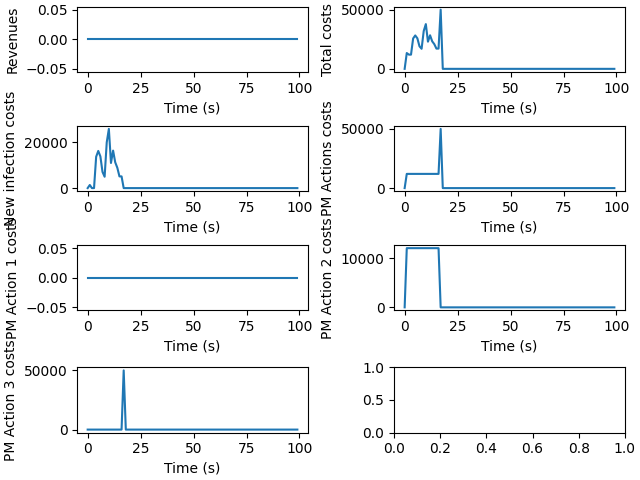 0.05
0.00
−0.05
Revenues
0 25 50 75 100
Time (s)
50000
0
Total costs
0 25 50 75 100
Time (s)
20000
0
New infection costs
0 25 50 75 100
Time (s)
50000
0
PM Actions costs
0 25 50 75 100
Time (s)
0.05
0.00
−0.05
PM Action 1 costs
0 25 50 75 100
Time (s)
10000
0
PM Action 2 costs
0 25 50 75 100
Time (s)
50000
0
PM Action 3 costs
0 25 50 75 100
Time (s)
1.0
0.5
0.0
0.0 0.2 0.4 0.6 0.8 1.0